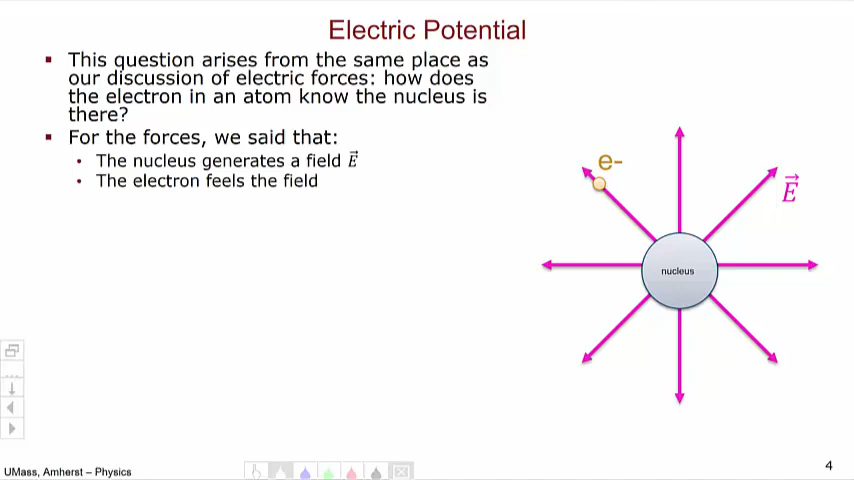 Electric Potential
This question arises from the same place as
our discussion of electric forces: how does
the electron in an atom know the nucleus is
there?
For the forces, we said that:
• The nucleus generates a field E⃗
• The electron feels the field
e-
E⃗
nucleus
UMass, Amherst – Physics
4